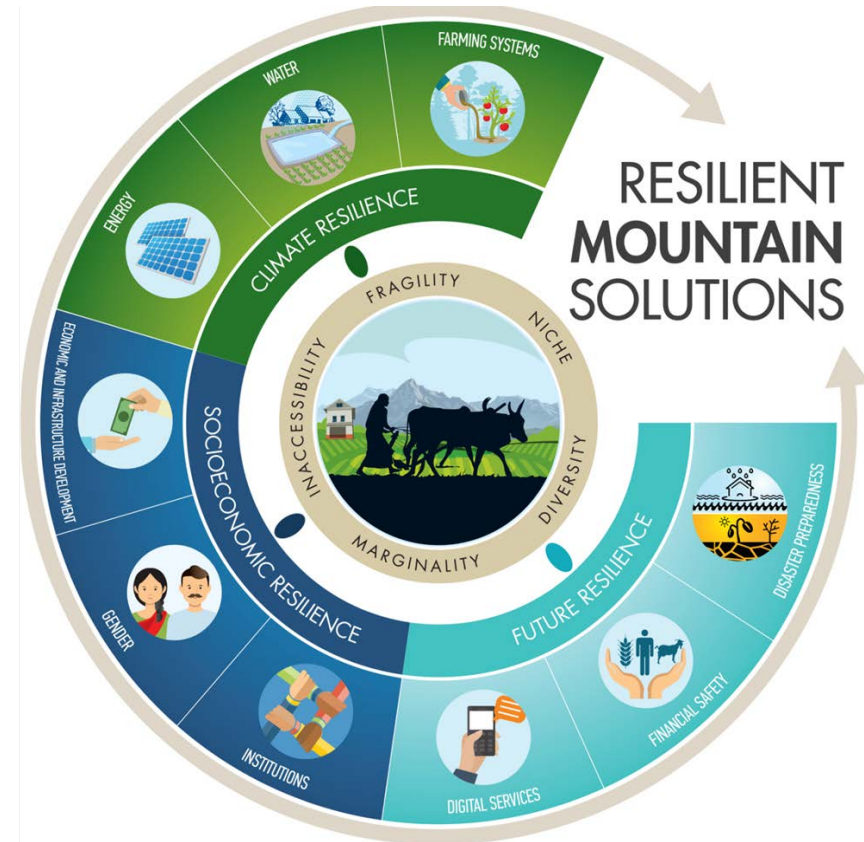 RESILIENT
MOUNTAIN
SOLUTIONS
CLIMATE RESILIENCE
FARMING SYSTEMS
WATER
ENERGY
SOCIOECONOMIC RESILIENCE
ECONOMIC AND INFRASTRUCTURE DEVELOPMENT
GENDER
INSTITUTIONS
FUTURE RESILIENCE
DIGITAL SERVICES
FINANCIAL SAFETY
DISASTER PREPAREDNESS
FRAGILITY
NICHE
DIVERSITY
MARGINALITY
INACCESSIBILITY